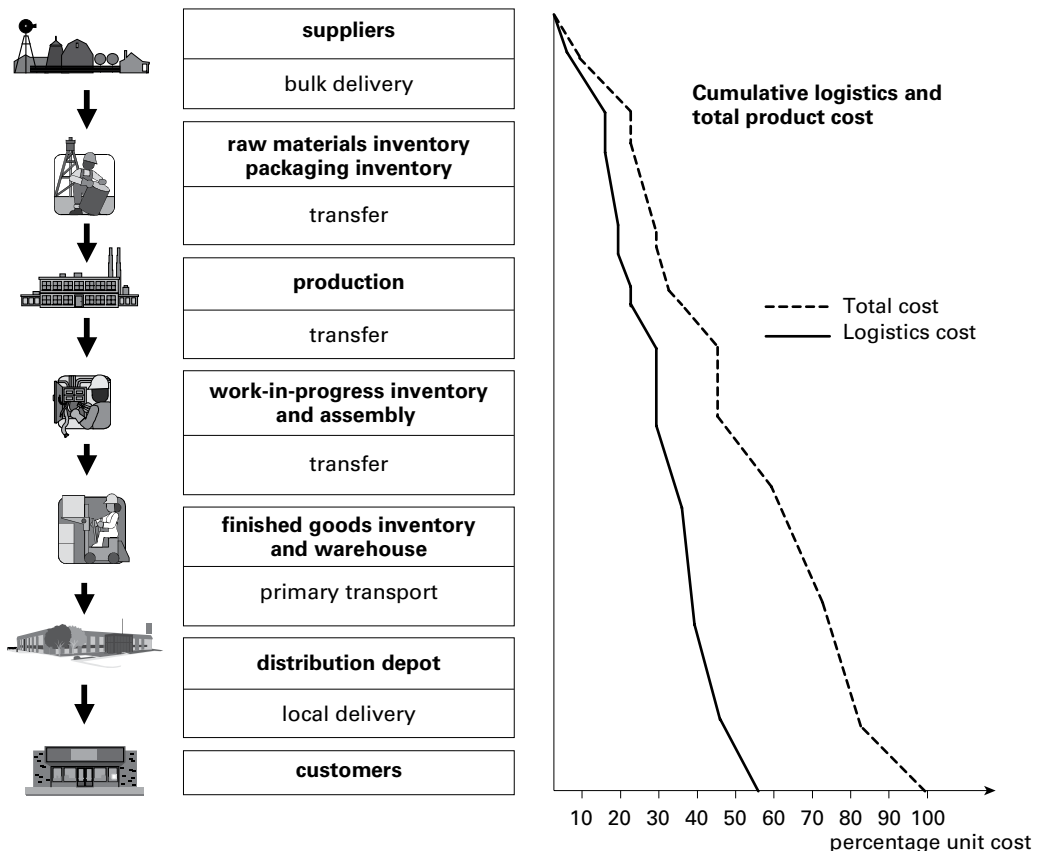 suppliers
bulk delivery
raw materials inventory
packaging inventory
transfer
production
transfer
work-in-progress inventory
and assembly
transfer
finished goods inventory
and warehouse
primary transport
distribution depot
local delivery
customers
Cumulative logistics and
total product cost
Total cost
Logistics cost
10 20 30 40 50 60 70 80 90 100
percentage unit cost